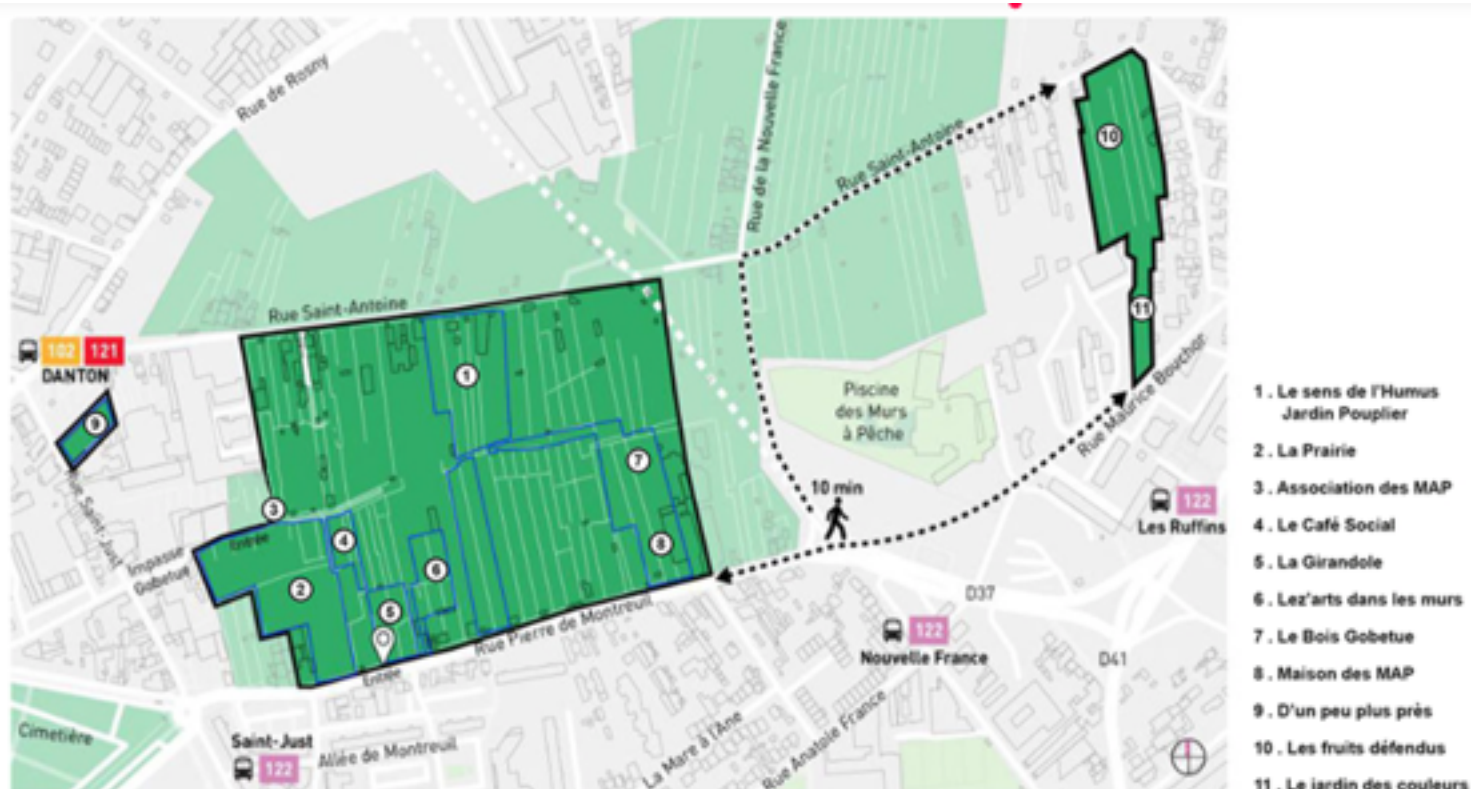 Rue de Rosny
Rue de la Nouvelle France
Rue Saint-Antoine
10
Rue Saint-Antoine
11
102 121
DANTON
1
9
Piscine
des Murs
à Pêche
Rue Maurice Bouchor
7
10 min
122
Les Ruffins
Rue Saint-Just
3
Impasse
Gobetue
Entrée
4
8
2
6
5
D37
Rue Pierre de Montreuil
122
Nouvelle France
D41
Entrée
Cimetière
Saint-Just
122
Allée de Montreuil
La Mare à l'Ane
Rue Anatole France
1 . Le sens de l'Humus
Jardin Pouplier
2 . La Prairie
3 . Association des MAP
4 . Le Café Social
5 . La Girandole
6 . Lez'arts dans les murs
7 . Le Bois Gobetue
8 . Maison des MAP
9 . D'un peu plus près
10 . Les fruits défendus
11 . Le jardin des couleurs